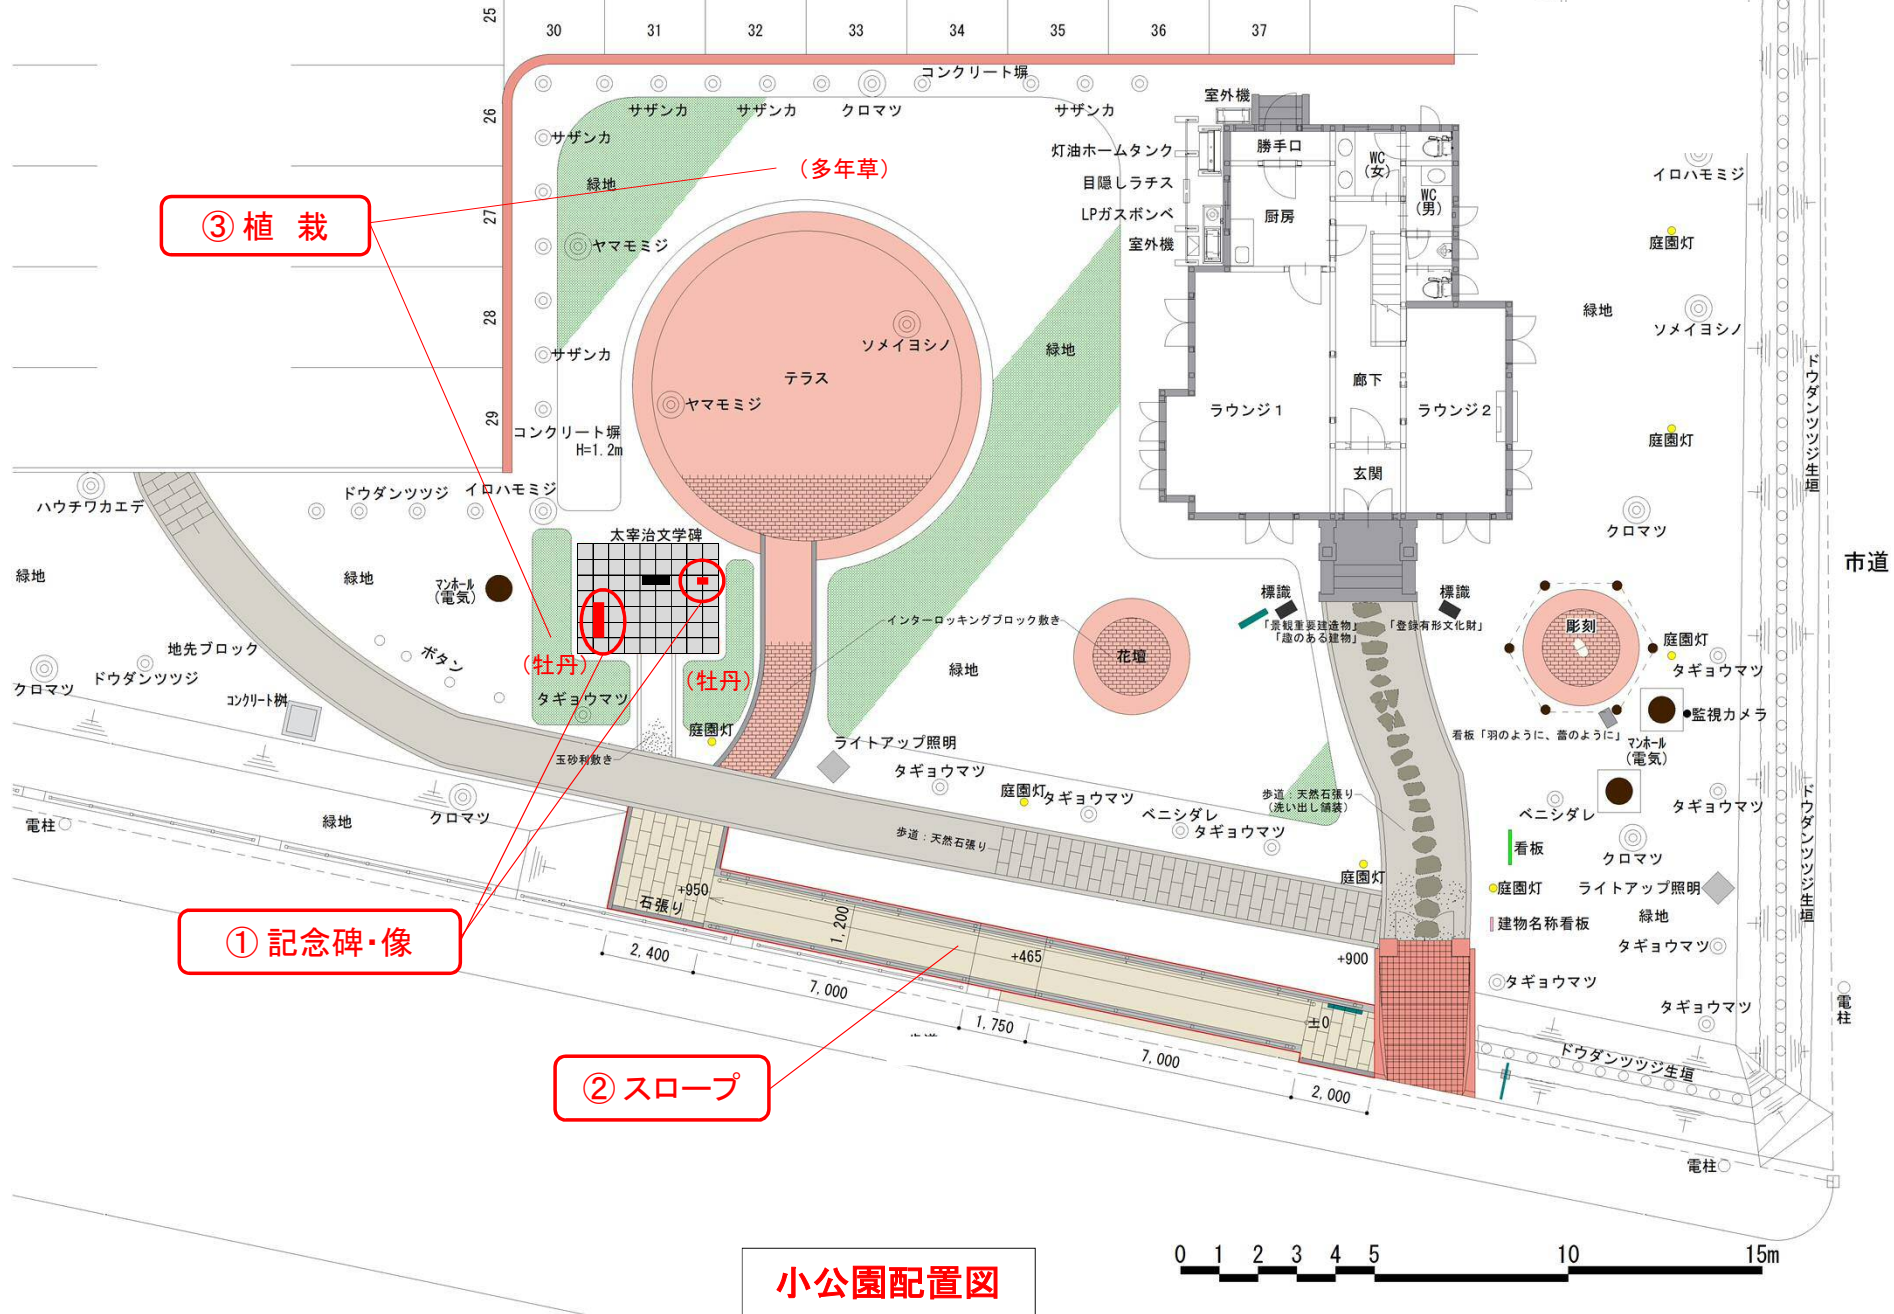 25
30
31
32
33
34
35
36
37
コンクリート塀
室外機
26
サザンカ
サザンカ
クロマツ
サザンカ
サザンカ
勝手口
WC
(女)
灯油ホームタンク
イロハモミジ
(多年草)
緑地
目隠しラチス
WC
(男)
③ 植 栽
27
LPガスボンベ
厨房
ヤマモミジ
室外機
庭園灯
28
緑地
ソメイヨシノ
ソメイヨシノ
サザンカ
緑地
テラス
廊下
ドウダンツツジ生垣
ヤマモミジ
29
ラウンジ1
ラウンジ2
コンクリート塀
H=1.2m
庭園灯
玄関
ハウチワカエデ
ドウダンツツジ
イロハモミジ
クロマツ
太宰治文学碑
市道
緑地
緑地
マンホール
(電気)
標識
標識
「景観重要建造物」
「趣のある建物」
「登録有形文化財」
インターロッキングブロック敷き
彫刻
庭園灯
地先ブロック
ボタン
(牡丹)
花壇
緑地
タギョウマツ
クロマツ
ドウダンツツジ
(牡丹)
タギョウマツ
コンクリート桝
監視カメラ
庭園灯
看板「羽のように、蕾のように」
マンホール
(電気)
ライトアップ照明
玉砂利敷き
タギョウマツ
庭園灯
タギョウマツ
歩道:天然石張り
(洗い出し舗装)
タギョウマツ
ドウダンツツジ生垣
クロマツ
ベニシダレ
ベニシダレ
電柱
緑地
タギョウマツ
歩道:天然石張り
看板
クロマツ
庭園灯
庭園灯
ライトアップ照明
+950
石張り
1,200
緑地
建物名称看板
① 記念碑・像
タギョウマツ
+465
+900
2,400
タギョウマツ
7,000
タギョウマツ
電柱
1,750
±0
7,000
ドウダンツツジ生垣
② スロープ
2,000
電柱
0
1
2
3
4
5
10
15m
小公園配置図